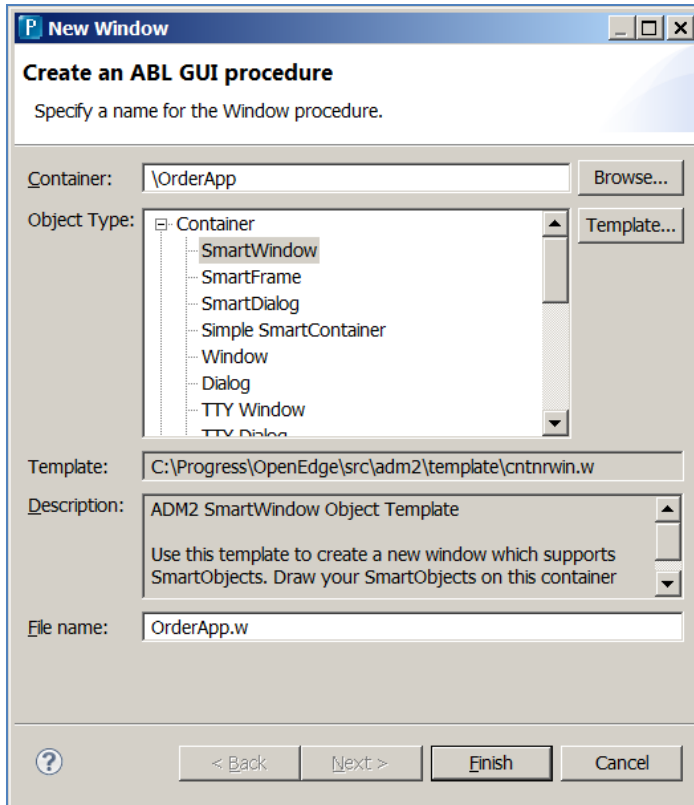 New Window
Create an ABL GUI procedure
Specify a name for the Window procedure.
Container: \OrderApp Browse...
Object Type: Container Template...
SmartWindow
SmartFrame
SmartDialog
Simple SmartContainer
Window
Dialog
TTY Window
TTY Dialog
Template: C:\Progress\OpenEdge\src\adm2\template\cntnrwin.w
Description: ADM2 SmartWindow Object Template
Use this template to create a new window which supports
SmartObjects. Draw your SmartObjects on this container
File name: OrderApp.w
? < Back Next > Finish Cancel